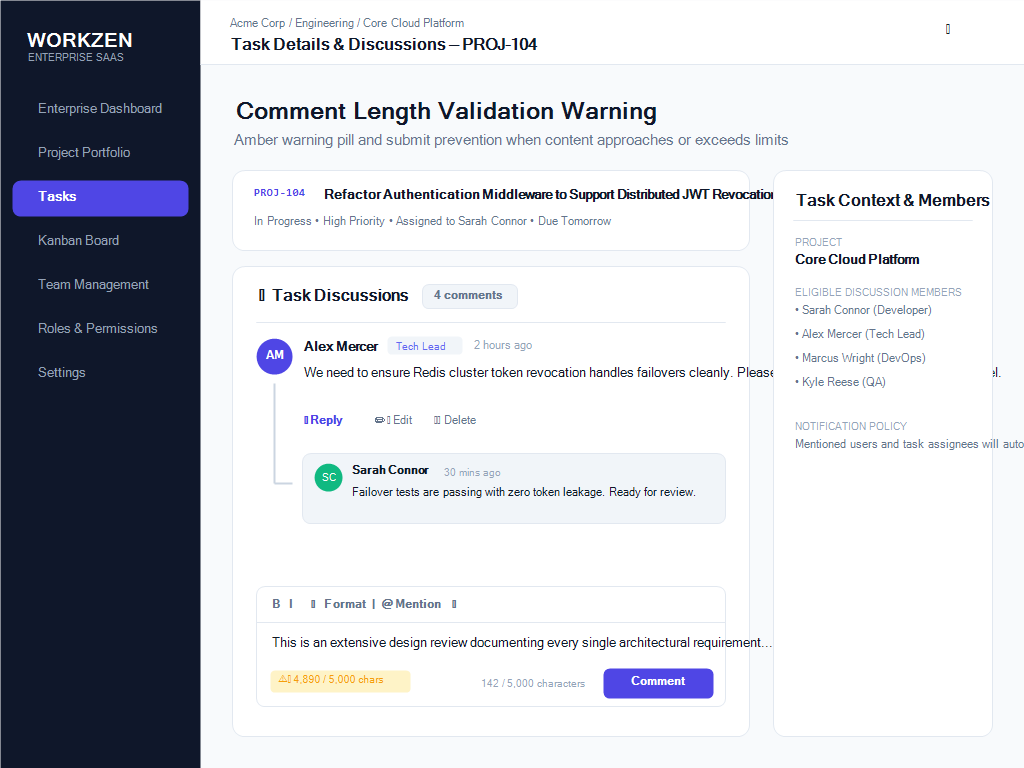 WORKZEN
ENTERPRISE SAAS
Enterprise Dashboard
Project Portfolio
Tasks
Kanban Board
Team Management
Roles & Permissions
Settings
Acme Corp / Engineering / Core Cloud Platform
Task Details & Discussions – PROJ-104
Comment Length Validation Warning
Amber warning pill and submit prevention when content approaches or exceeds limits
PROJ-104 Refactor Authentication Middleware to Support Distributed JWT
In Progress • High Priority • Assigned to Sarah Connor • Due Tomorrow
Task Discussions 4 comments
AM Alex Mercer Tech Lead 2 hours ago
We need to ensure Redis cluster token revocation handles failovers cleanly. Please
Reply Edit Delete
SC Sarah Connor 30 mins ago
Failover tests are passing with zero token leakage. Ready for review.
B I Format | @Mention
This is an extensive design review documenting every single architectural requirement...
4,890 / 5,000 chars
142 / 5,000 characters
Comment
Task Context & Members
PROJECT
Core Cloud Platform
ELIGIBLE DISCUSSION MEMBERS
• Sarah Connor (Developer)
• Alex Mercer (Tech Lead)
• Marcus Wright (DevOps)
• Kyle Reese (QA)
NOTIFICATION POLICY
Mentioned users and task assignees will